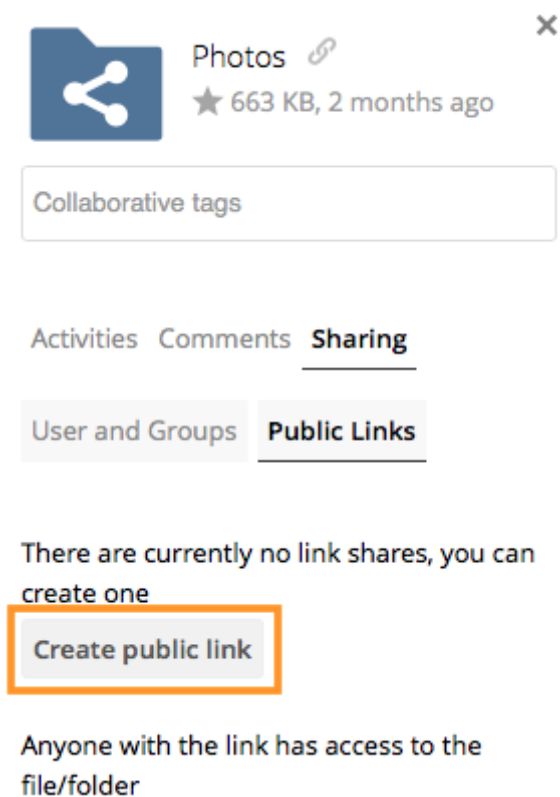 Photos
663 KB, 2 months ago
Collaborative tags
Activities Comments Sharing
User and Groups Public Links
There are currently no link shares, you can
create one
Create public link
Anyone with the link has access to the
file/folder